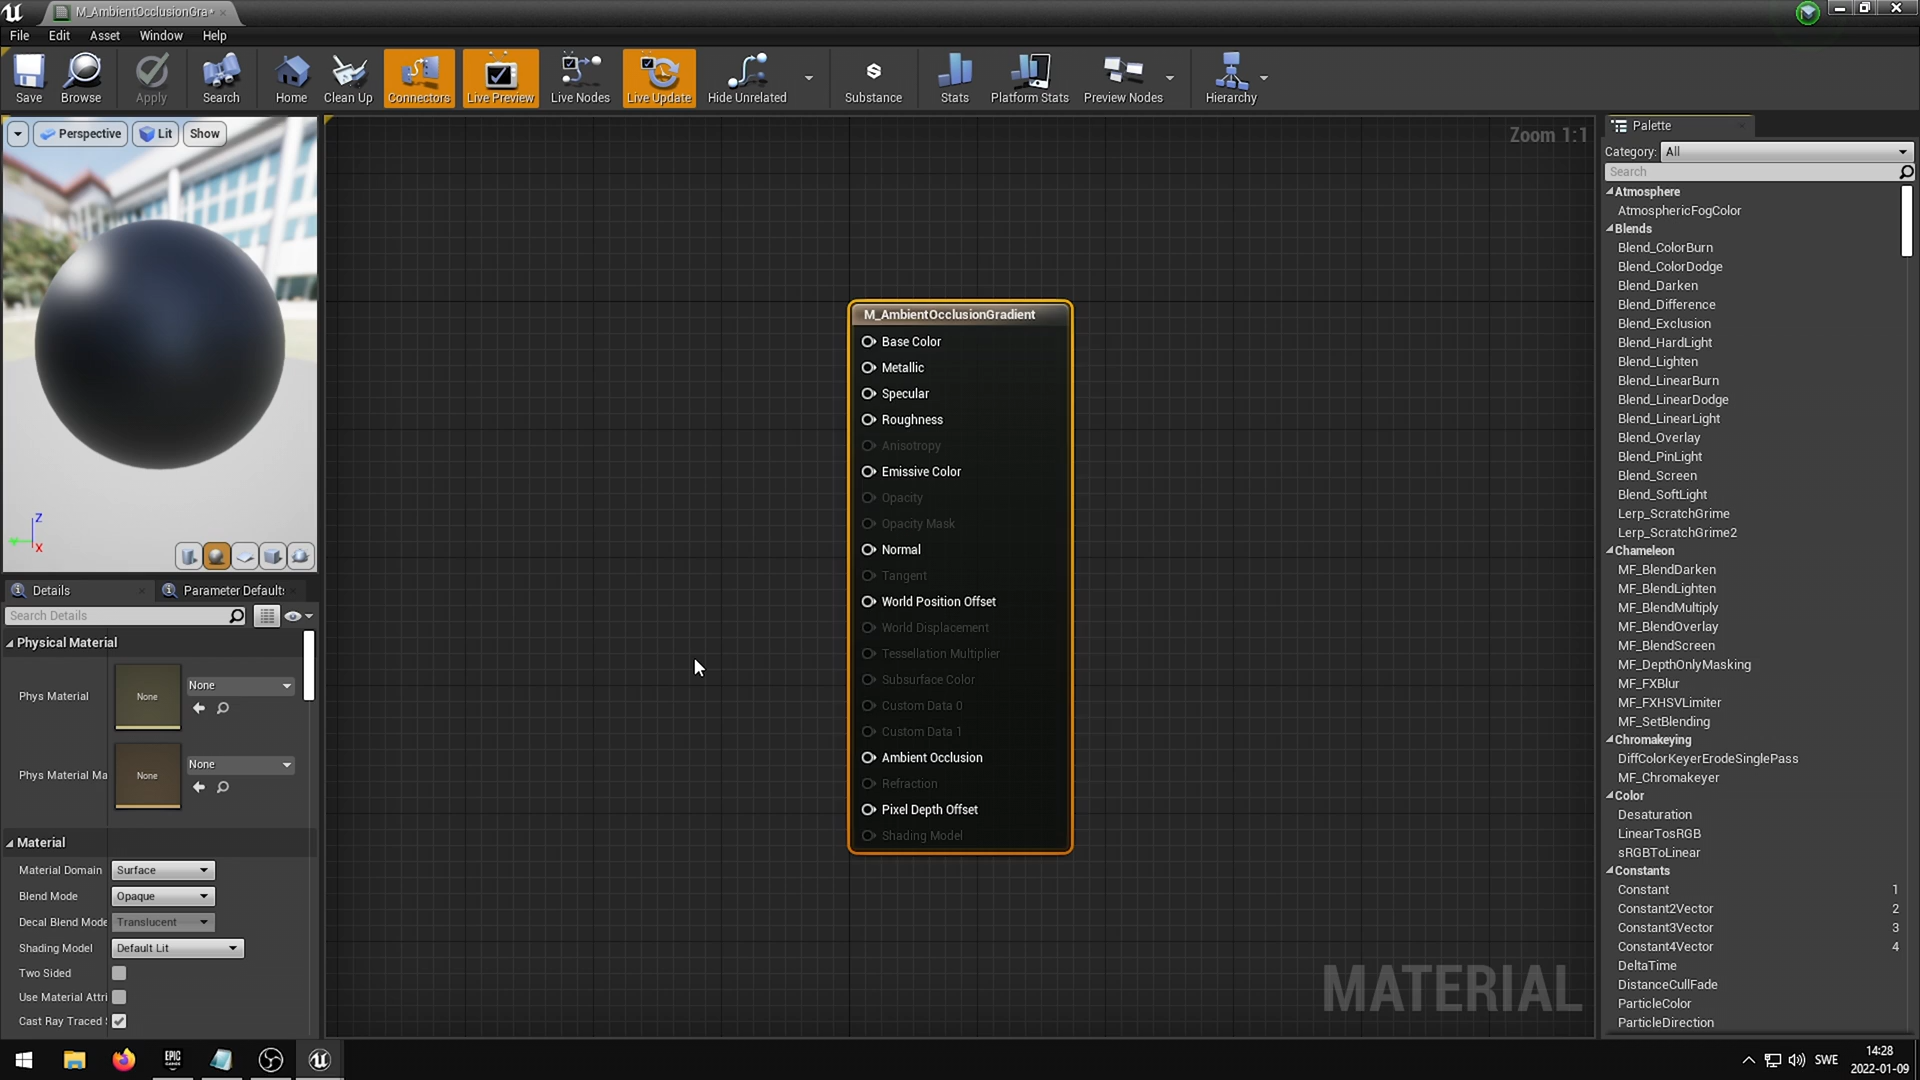 M_AmbientOcclusionGra*
File Edit Asset Window Help
Save Browse Apply Search Home Clean Up Connectors Live Preview Live Nodes Live Update Hide Unrelated Substance Stats Platform Stats Preview Nodes Hierarchy
Perspective Lit Show
Z
X
Details Parameter Default:
Search Details
Physical Material
Phys Material
None
None
Phys Material Ma
None
None
Material
Material Domain Surface
Blend Mode Opaque
Decal Blend Mode Translucent
Shading Model Default Lit
Two Sided
Use Material Attri
Cast Ray Traced
Zoom 1:1
M_AmbientOcclusionGradient
Base Color
Metallic
Specular
Roughness
Anisotropy
Emissive Color
Opacity
Opacity Mask
Normal
Tangent
World Position Offset
World Displacement
Tessellation Multiplier
Subsurface Color
Custom Data 0
Custom Data 1
Ambient Occlusion
Refraction
Pixel Depth Offset
Shading Model
MATERIAL
Palette
Category: All
Search
Atmosphere
AtmosphericFogColor
Blends
Blend_ColorBurn
Blend_ColorDodge
Blend_Darken
Blend_Difference
Blend_Exclusion
Blend_HardLight
Blend_Lighten
Blend_LinearBurn
Blend_LinearDodge
Blend_LinearLight
Blend_Overlay
Blend_PinLight
Blend_Screen
Blend_SoftLight
Lerp_ScratchGrime
Lerp_ScratchGrime2
Chameleon
MF_BlendDarken
MF_BlendLighten
MF_BlendMultiply
MF_BlendOverlay
MF_BlendScreen
MF_DepthOnlyMasking
MF_FXBlur
MF_FXHSVLimiter
MF_SetBlending
Chromakeying
DiffColorKeyerErodeSinglePass
MF_Chromakeyer
Color
Desaturation
LinearTosRGB
sRGBToLinear
Constants
Constant 1
Constant2Vector 2
Constant3Vector 3
Constant4Vector 4
DeltaTime
DistanceCullFade
ParticleColor
ParticleDirection
EPIC
GAMES
SWE
14:28
2022-01-09